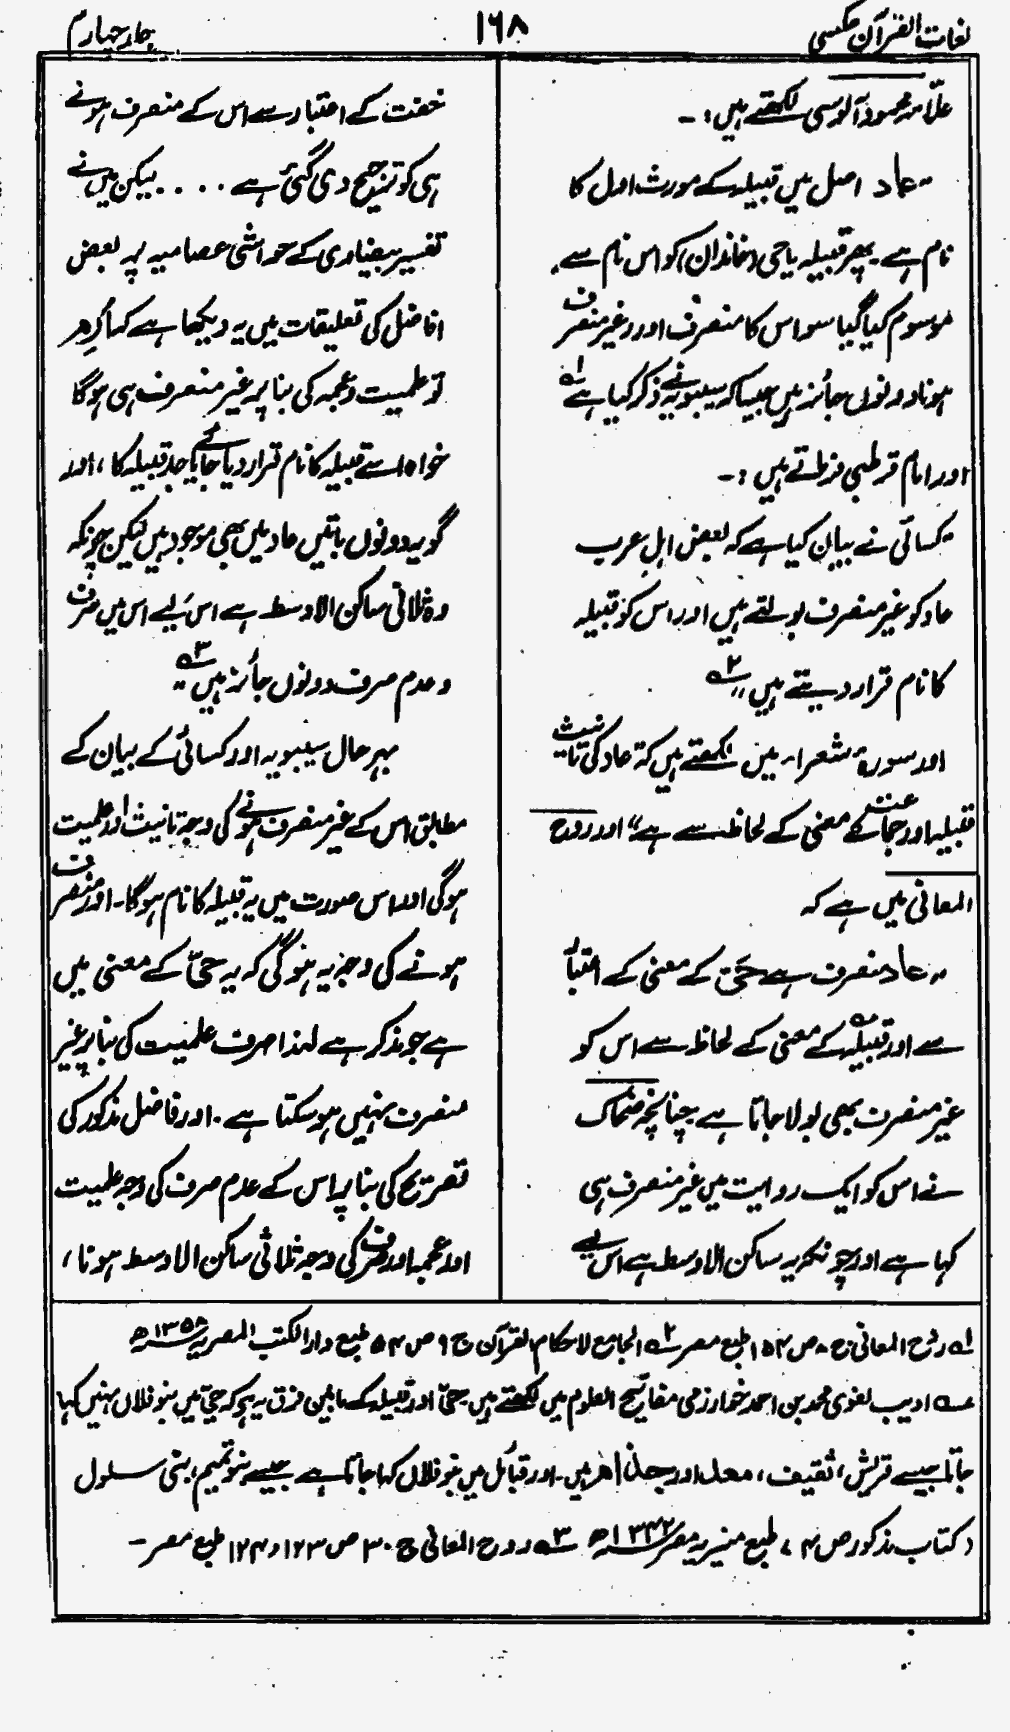 لغات القرآن عکسی
۱۶۸
جلد چہارم
علّامہ محمود آلوسی لکھتے ہیں :۔
"عاد اصل میں قبیلہ کے مورث اول کا
نام ہے۔ پھر قبیلہ یا حی (خاندان) کو اس نام سے
موسوم کیا گیا سو اس کا منصرف اور غیر منصرف
ہونا دونوں جائز ہیں جیسا کہ سیبویہ نے ذکر کیا ہے ۱؎
اور امام قرطبی فرماتے ہیں :۔
"کسائی نے بیان کیا ہے کہ بعض اہل عرب
عاد کو غیر منصرف بولتے ہیں اور اس کو قبیلہ
کا نام قرار دیتے ہیں" ۲؎
اور سورۂ شعراء میں لکھتے ہیں کہ "عاد کی تانیث
قبیلہ اور جماعت کے معنی کے لحاظ سے ہے" اور روح
المعانی میں ہے کہ
"عاد منصرف ہے حَیّ کے معنی کے اعتبار
سے اور قبیلہ ؎ کے معنی کے لحاظ سے اس کو
غیر منصرف بھی بولا جاتا ہے چنانچہ ضحاک
نے اس کو ایک روایت میں غیر منصرف ہی
کہا ہے اور چونکہ یہ ساکن الاوسط ہے اس لیے
خفت کے اعتبار سے اس کے منصرف ہونے
ہی کو ترجیح دی گئی ہے .... لیکن میں نے
تفسیر بیضاوی کے حواشی عصامیہ پہ بعض
افاضل کی تعلیقات میں یہ دیکھا ہے کہ اگر اِرم
تو علمیت و عجمہ کی بنا پر غیر منصرف ہی ہوگا
خواہ اسے قبیلہ کا نام قرار دیا جائے یا جد قبیلہ کا، اور
گو یہ دونوں باتیں عاد میں بھی موجود ہیں لیکن چونکہ
وہ ثلاثی ساکن الاوسط ہے اس لیے اس میں صرف
و عدم صرف دونوں جائز ہیں" ۳؎
بہرحال سیبویہ اور کسائی کے بیان کے
مطابق اس کے غیر منصرف ہونے کی وجہ تانیث اور علمیت
ہوگی اور اس صورت میں یہ قبیلہ کا نام ہوگا۔ اور منصرف
ہونے کی وجہ یہ ہوگی کہ یہ حیّ کے معنی میں
ہے جو مذکر ہے لہذا صرف علمیت کی بنا پر غیر
منصرف نہیں ہو سکتا ہے۔ اور فاضل مذکور کی
تصریح کی بنا پر اس کے عدم صرف کی وجہ علمیت
اور عجمہ اور صرف کی وجہ ثلاثی ساکن الاوسط ہونا،
۱؎ روح المعانی ج ۸ ص ۱۵۴ طبع مصر ۲؎ الجامع لاحکام القرآن ج ۹ ص ۵۴ طبع دار الکتب المصریہ ۱۳۵۸ھ
؎ ادیب لغوی محمد بن احمد خوارزمی مفاتیح العلوم میں لکھتے ہیں حیّ اور قبیلہ کے مابین فرق یہ ہے کہ حی میں بنو فلاں نہیں کہا
جاتا جیسے قریش، ثقیف، معد اور جذام ہیں۔ اور قبائل میں بنو فلاں کہا جاتا ہے جیسے بنو تمیم، بنی سلول
(کتاب مذکور ص ۷۴، طبع منیریہ مصر ۱۳۴۲ھ ۳؎ روح المعانی ج ۳۰ ص ۱۲۳ و ۱۲۴ طبع مصر۔